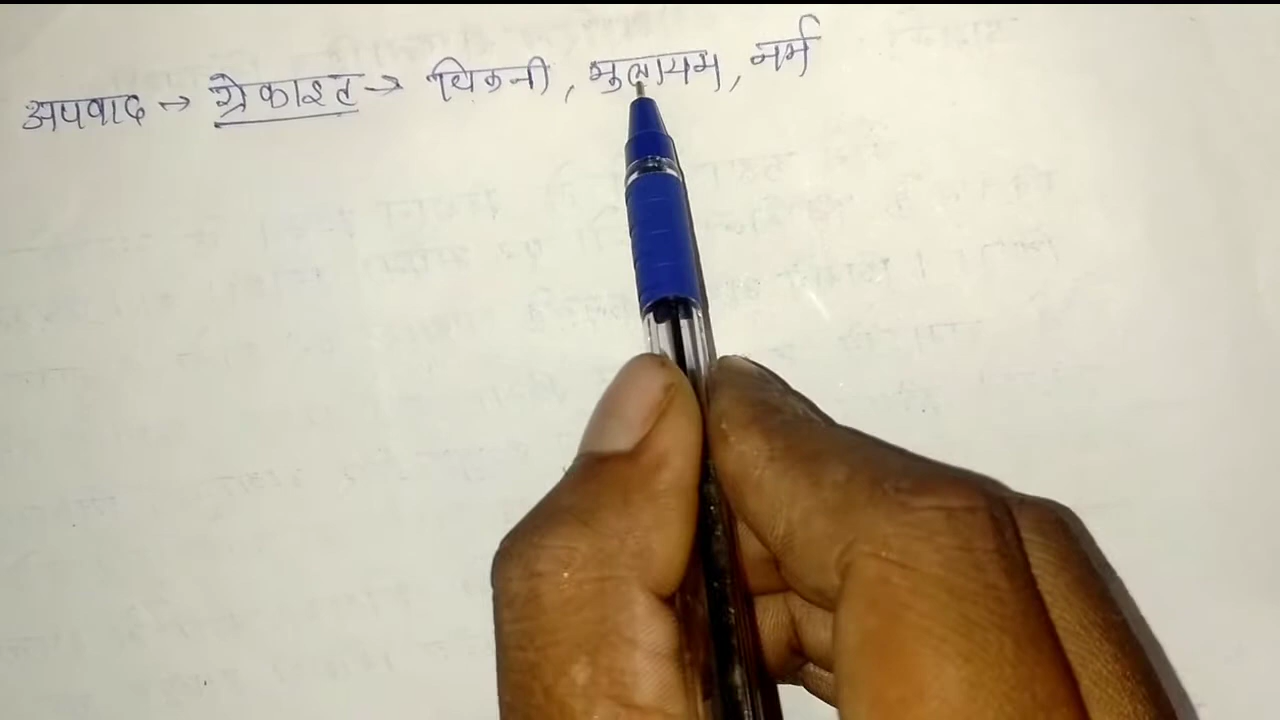 अपवाद → ग्रेफाइट → चिकनी, मुलायम, नर्म